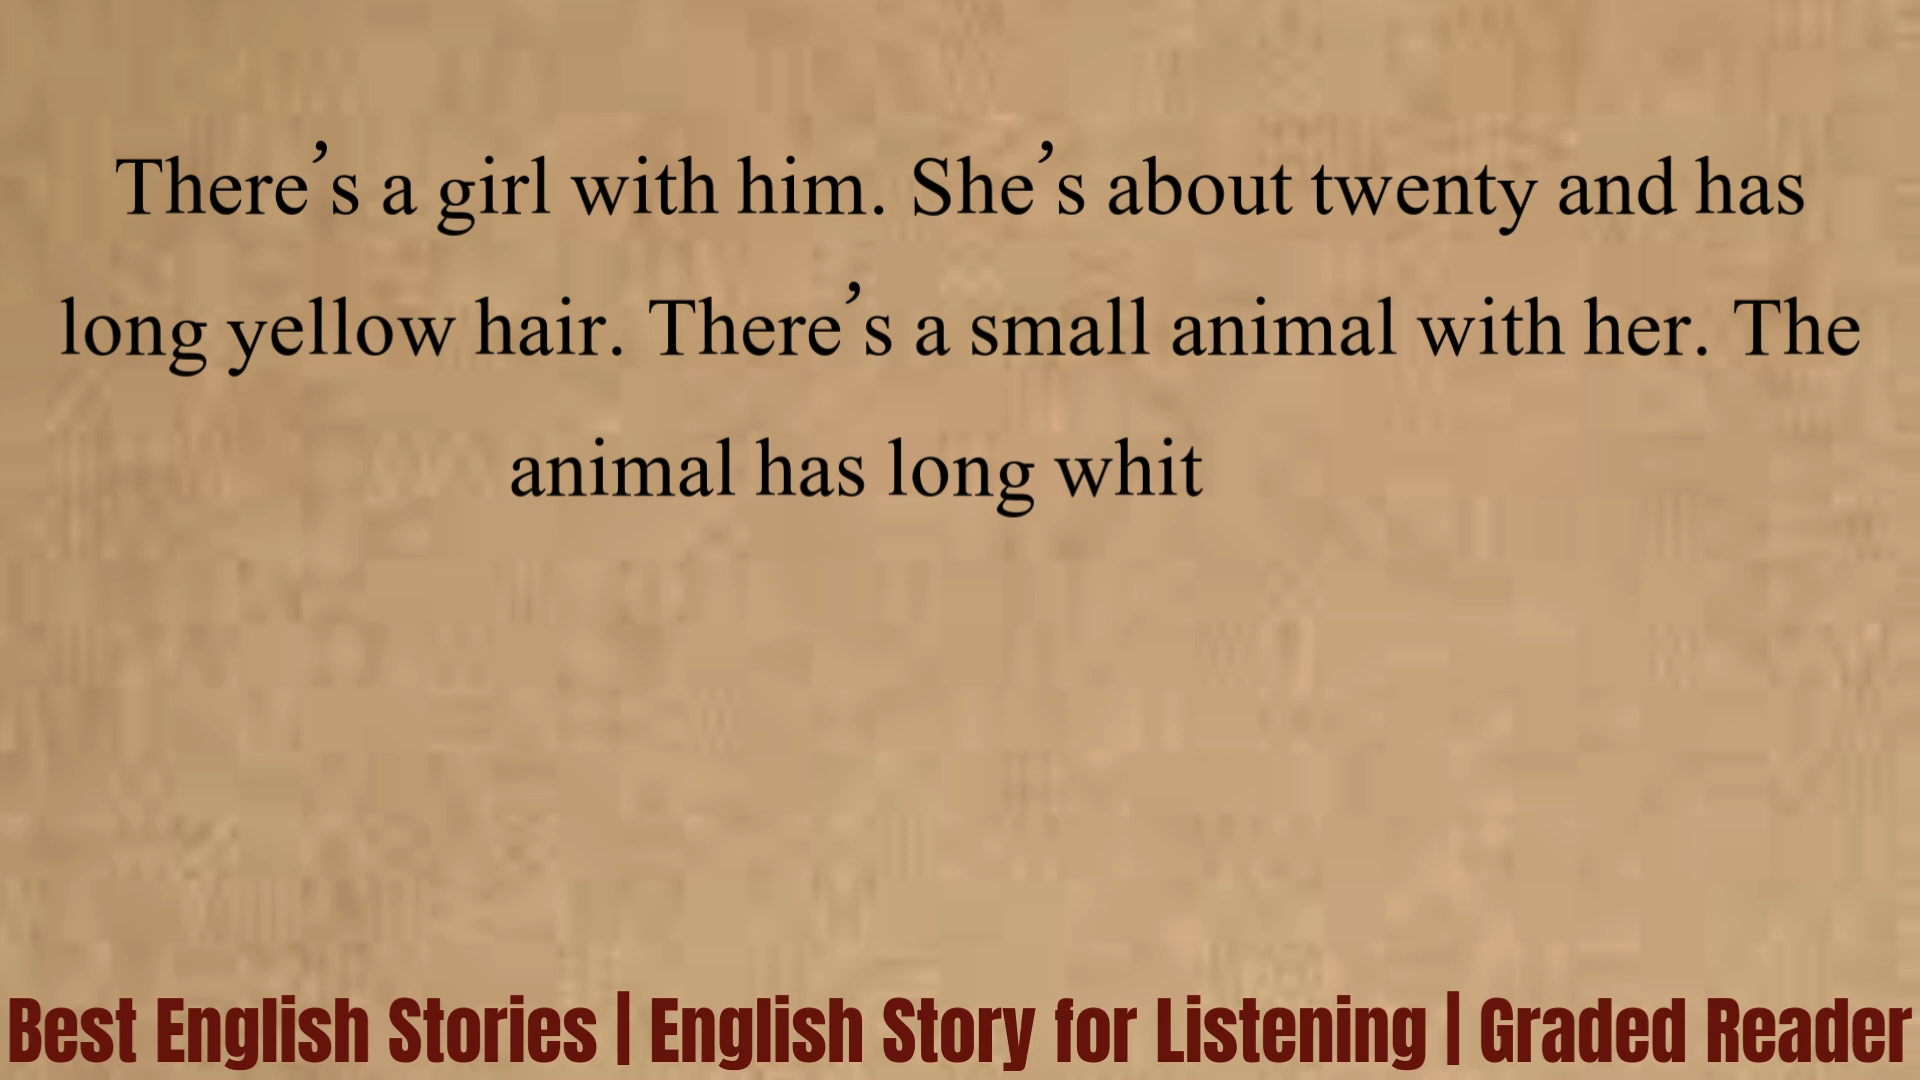 There’s a girl with him. She’s about twenty and has
long yellow hair. There’s a small animal with her. The
animal has long whit
Best English Stories | English Story for Listening | Graded Reader